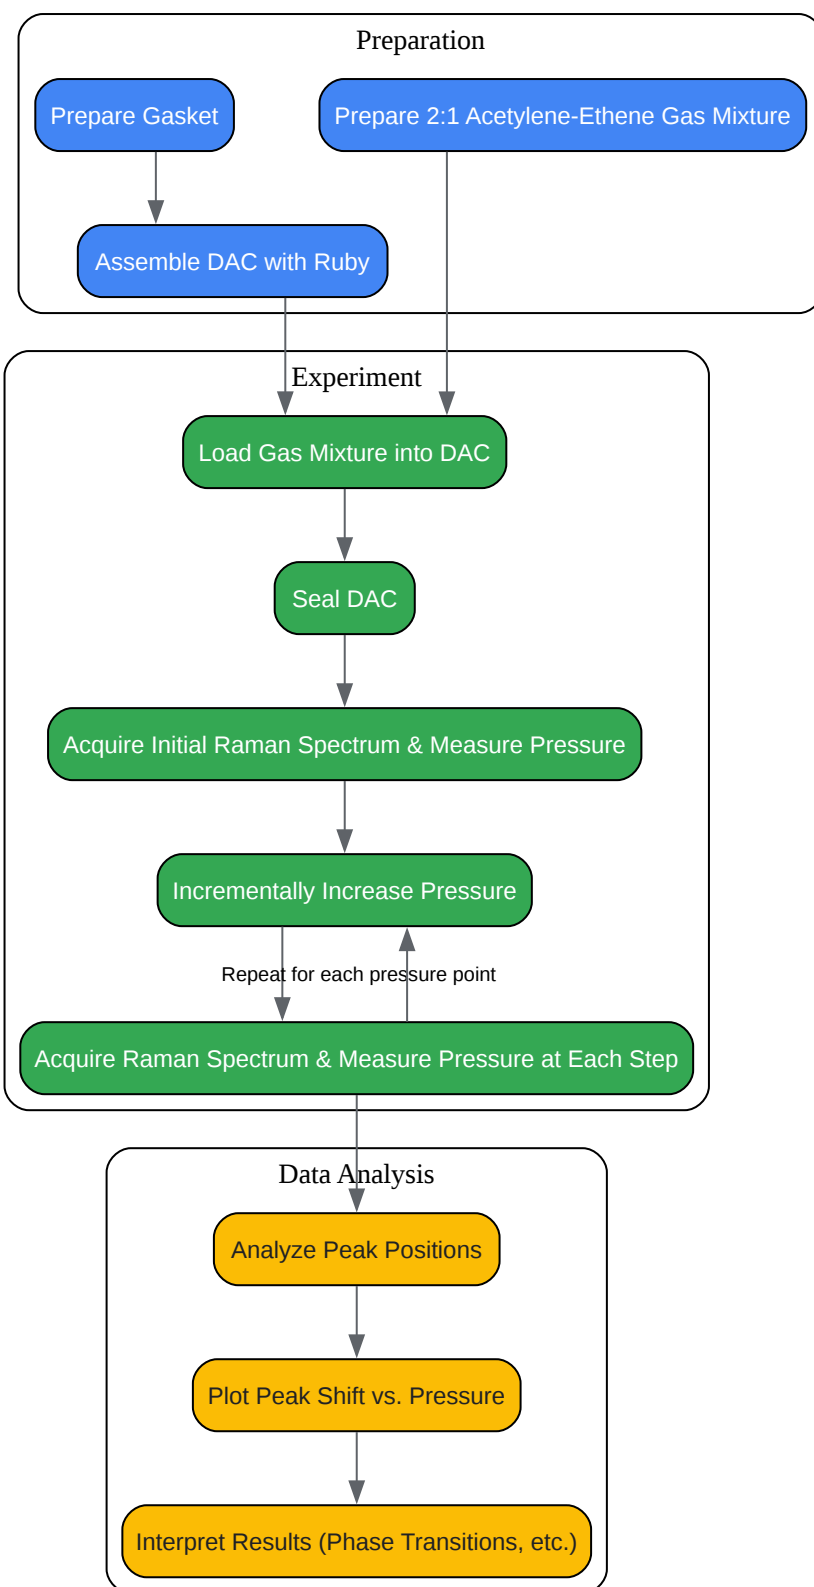 Preparation
Prepare Gasket
Prepare 2:1 Acetylene-Ethene Gas Mixture
Assemble DAC with Ruby
Experiment
Load Gas Mixture into DAC
Seal DAC
Acquire Initial Raman Spectrum & Measure Pressure
Incrementally Increase Pressure
Repeat for each pressure point
Acquire Raman Spectrum & Measure Pressure at Each Step
Data Analysis
Analyze Peak Positions
Plot Peak Shift vs. Pressure
Interpret Results (Phase Transitions, etc.)